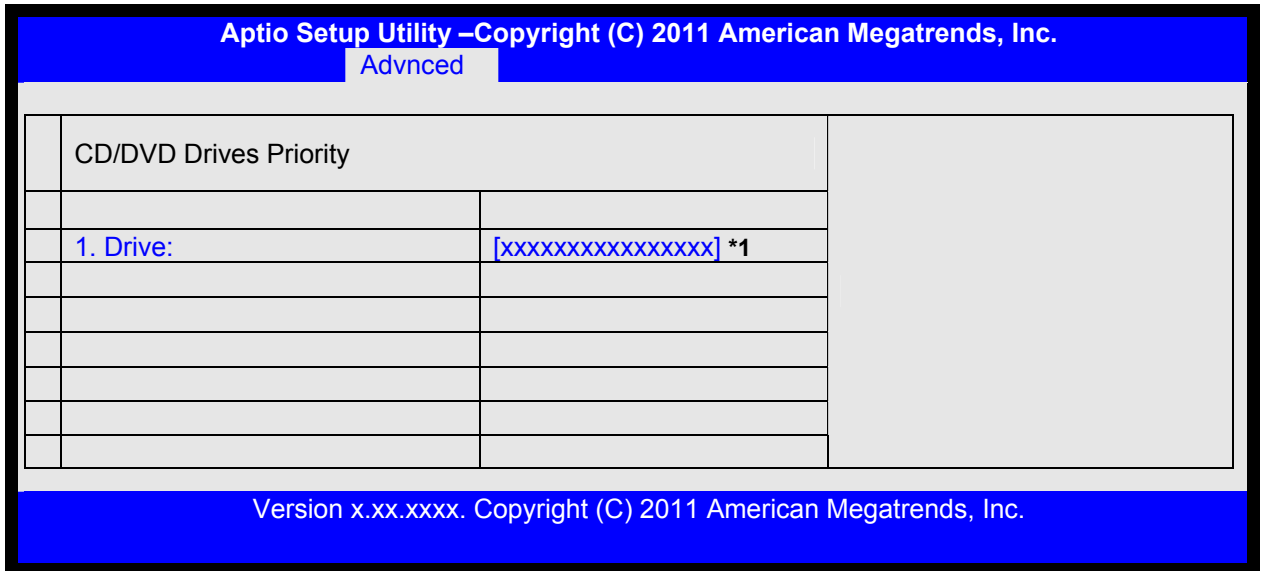 Aptio Setup Utility –Copyright (C) 2011 American Megatrends, Inc.
Advnced
CD/DVD Drives Priority
1. Drive: [xxxxxxxxxxxxxxxx] *1
Version x.xx.xxxx. Copyright (C) 2011 American Megatrends, Inc.